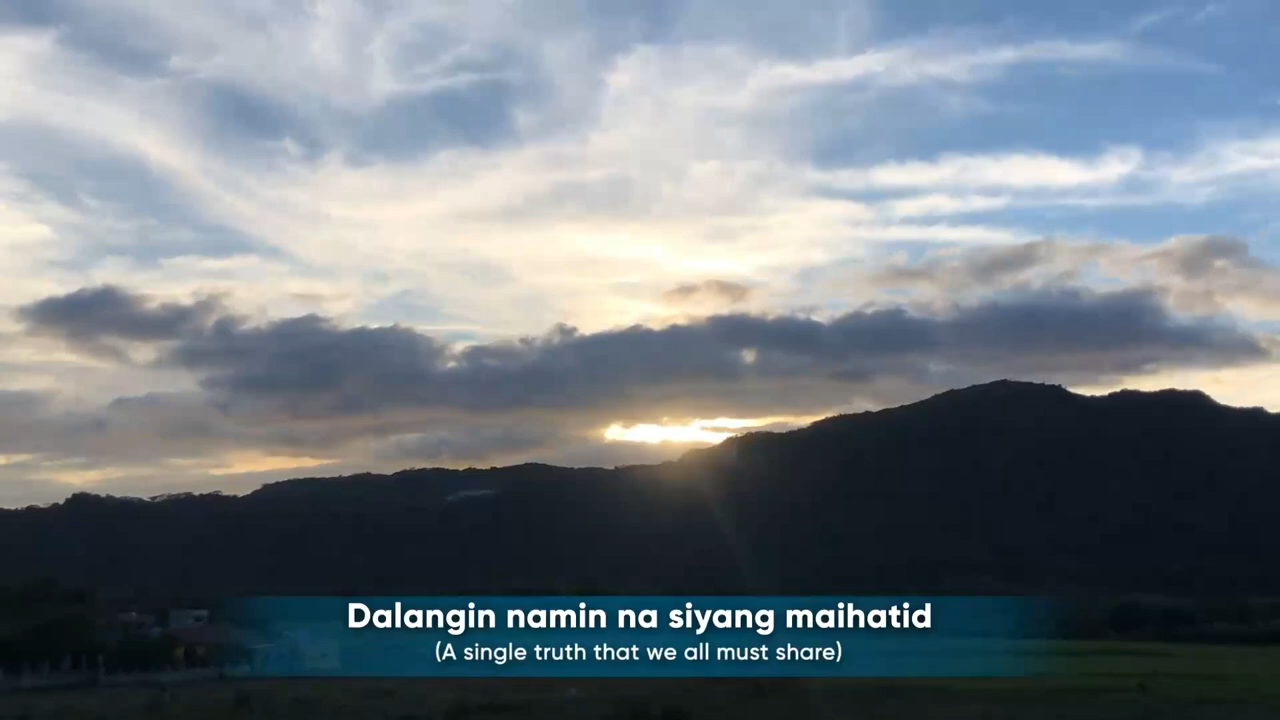 Dalangin namin na siyang maihatid
(A single truth that we all must share)